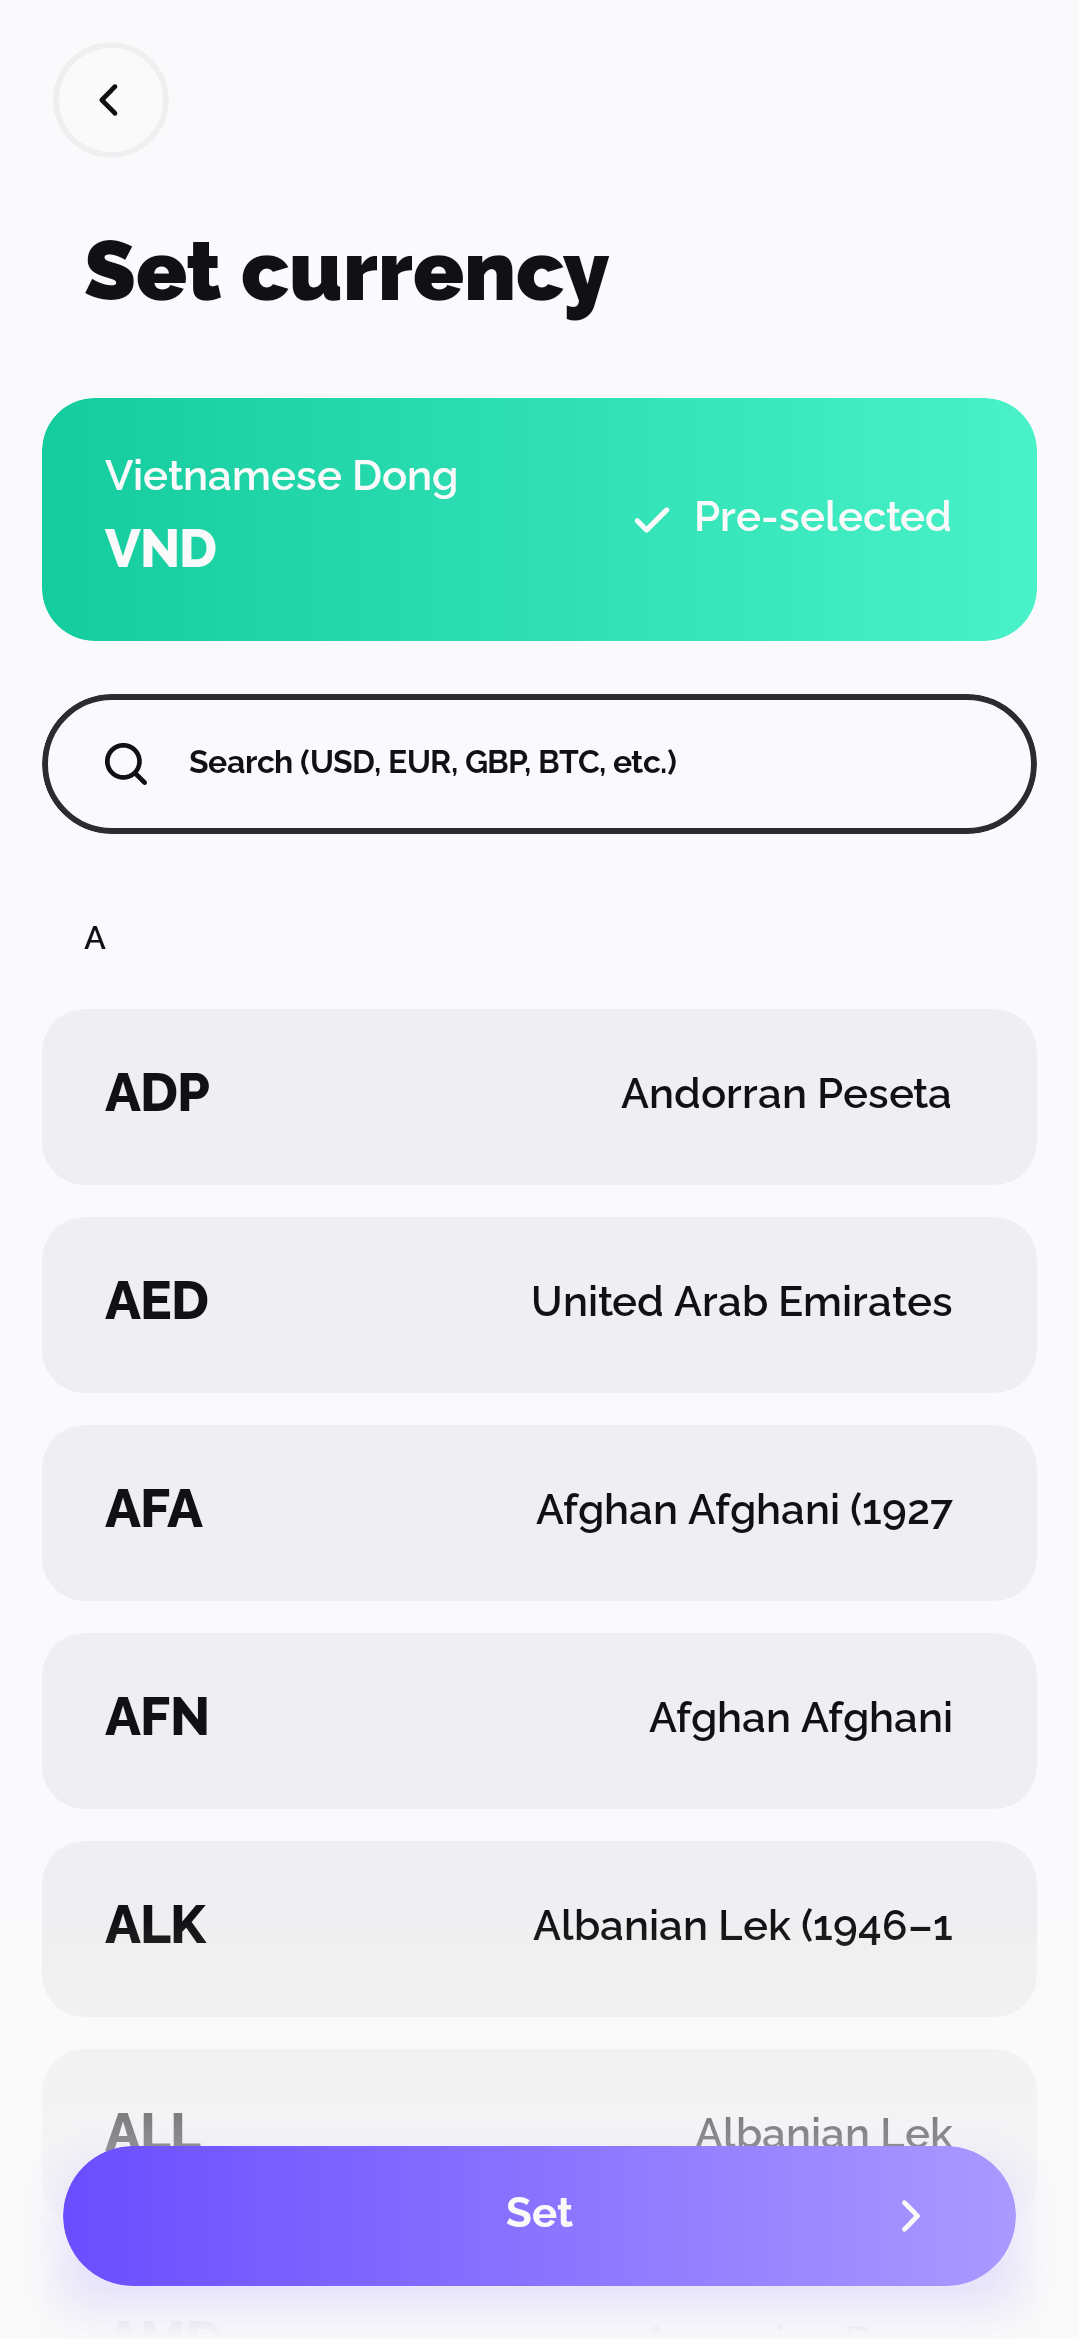 Set currency
Vietnamese Dong
VND
Pre-selected
Search (USD, EUR, GBP, BTC, etc.)
A
ADP Andorran Peseta
AED United Arab Emirates
AFA Afghan Afghani (1927
AFN Afghan Afghani
ALK Albanian Lek (1946–1
ALL Albanian Lek
Set